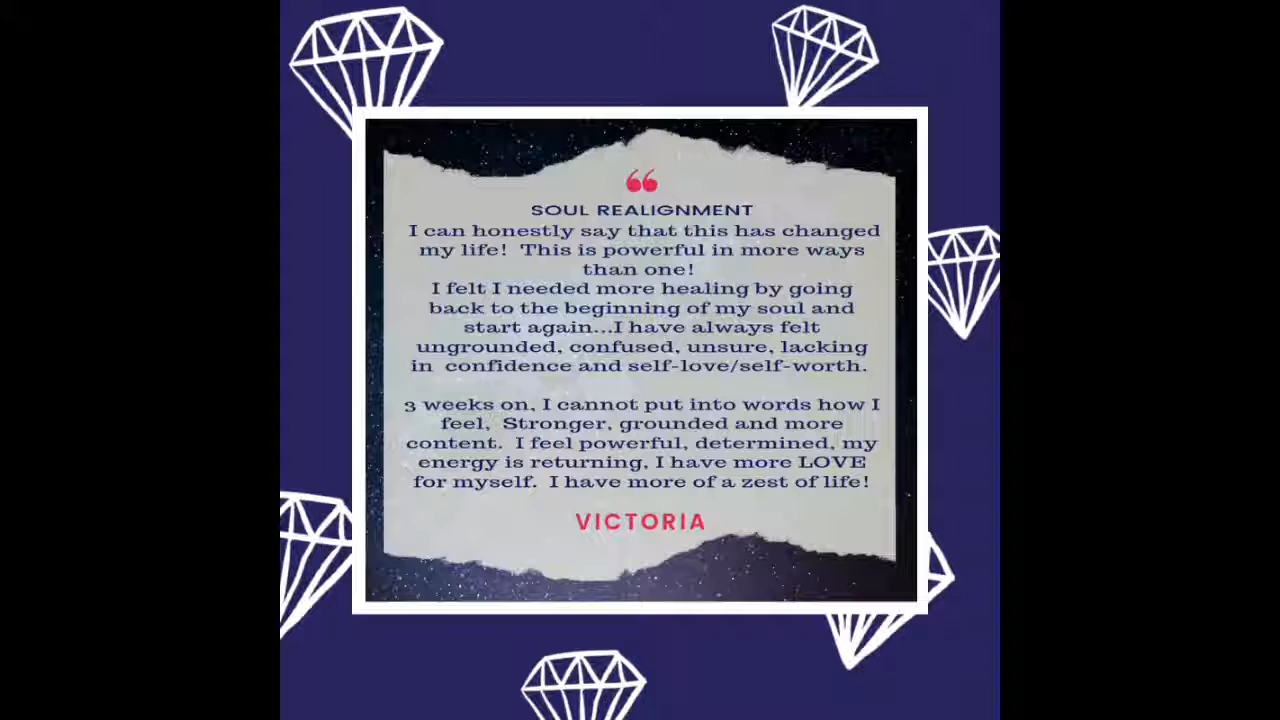 “
SOUL REALIGNMENT
I can honestly say that this has changed
my life!  This is powerful in more ways
than one!
I felt I needed more healing by going
back to the beginning of my soul and
start again...I have always felt
ungrounded, confused, unsure, lacking
in  confidence and self-love/self-worth.
3 weeks on, I cannot put into words how I
feel,  Stronger, grounded and more
content.  I feel powerful, determined, my
energy is returning, I have more LOVE
for myself.  I have more of a zest of life!
VICTORIA